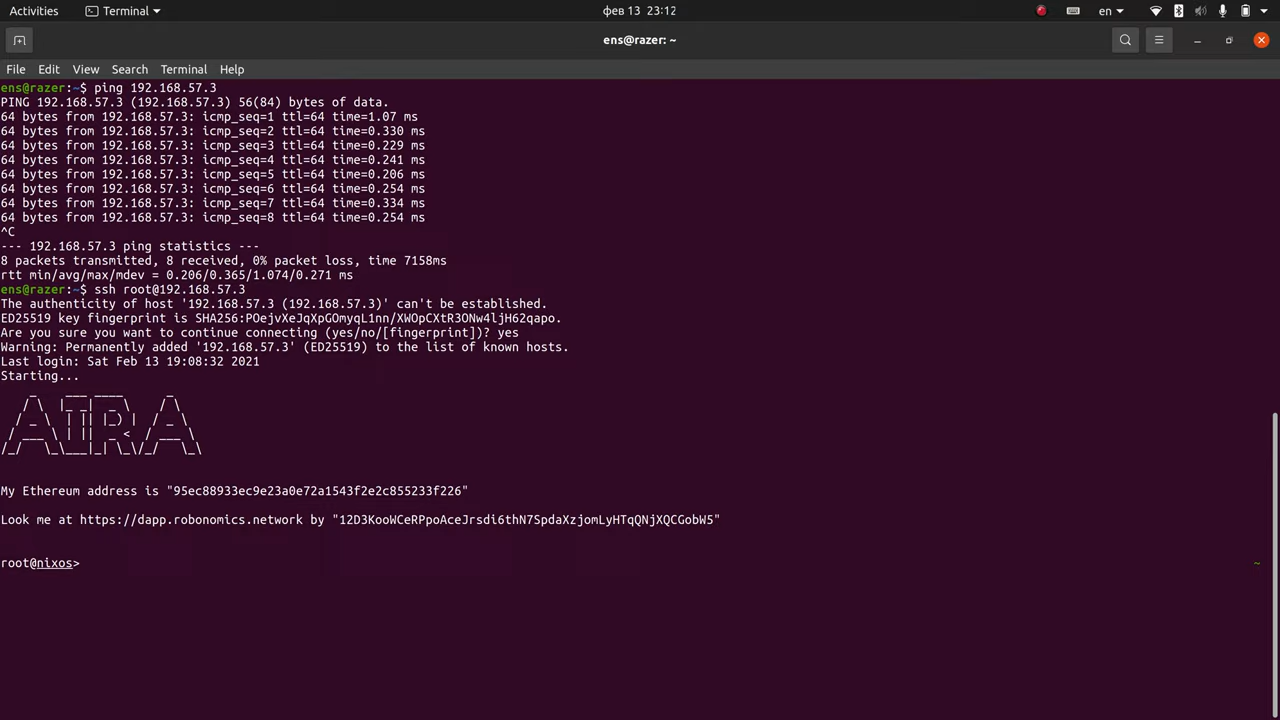 Activities
Terminal
фев 13 23:12
en
ens@razer: ~
File Edit View Search Terminal Help
ens@razer:~$ ping 192.168.57.3
PING 192.168.57.3 (192.168.57.3) 56(84) bytes of data.
64 bytes from 192.168.57.3: icmp_seq=1 ttl=64 time=1.07 ms
64 bytes from 192.168.57.3: icmp_seq=2 ttl=64 time=0.330 ms
64 bytes from 192.168.57.3: icmp_seq=3 ttl=64 time=0.229 ms
64 bytes from 192.168.57.3: icmp_seq=4 ttl=64 time=0.241 ms
64 bytes from 192.168.57.3: icmp_seq=5 ttl=64 time=0.206 ms
64 bytes from 192.168.57.3: icmp_seq=6 ttl=64 time=0.254 ms
64 bytes from 192.168.57.3: icmp_seq=7 ttl=64 time=0.334 ms
64 bytes from 192.168.57.3: icmp_seq=8 ttl=64 time=0.254 ms
^C
--- 192.168.57.3 ping statistics ---
8 packets transmitted, 8 received, 0% packet loss, time 7158ms
rtt min/avg/max/mdev = 0.206/0.365/1.074/0.271 ms
ens@razer:~$ ssh root@192.168.57.3
The authenticity of host '192.168.57.3 (192.168.57.3)' can't be established.
ED25519 key fingerprint is SHA256:POejvXeJqXpGOmyqL1nn/XWOpCXtR3ONw4ljH62qapo.
Are you sure you want to continue connecting (yes/no/[fingerprint])? yes
Warning: Permanently added '192.168.57.3' (ED25519) to the list of known hosts.
Last login: Sat Feb 13 19:08:32 2021
Starting...
AIRA
My Ethereum address is "95ec88933ec9e23a0e72a1543f2e2c855233f226"
Look me at https://dapp.robonomics.network by "12D3KooWCeRPpoAceJrsdi6thN7SpdaXzjomLyHTqQNjXQCGobW5"
root@nixos> ~